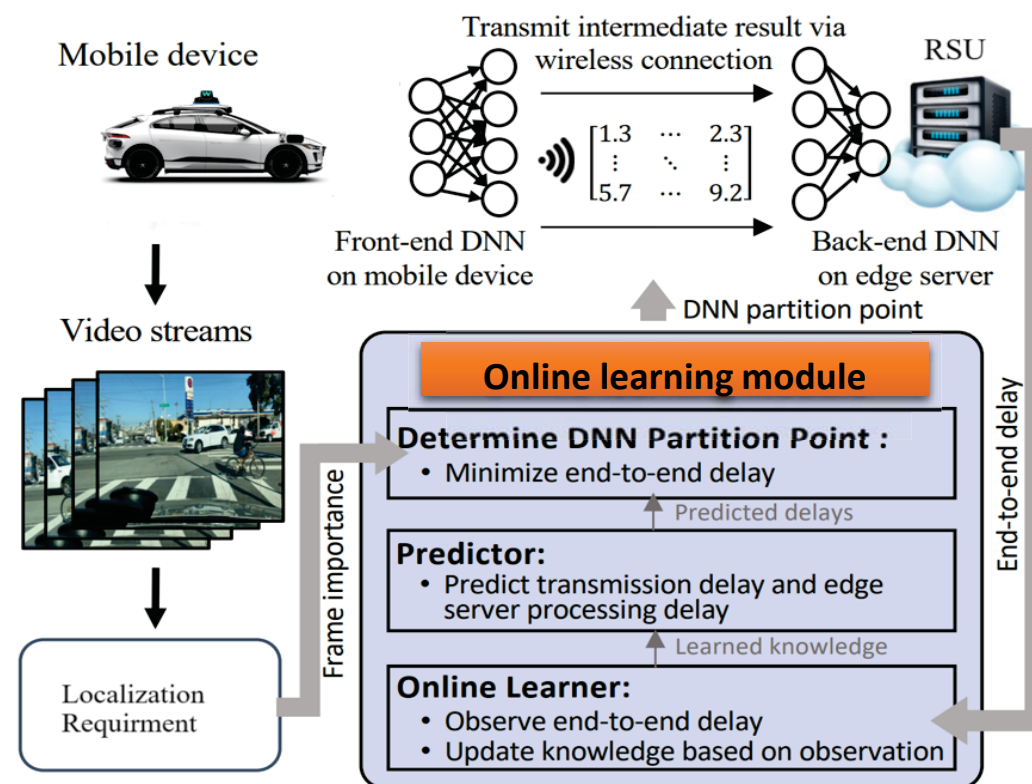 Mobile device
Transmit intermediate result via
wireless connection
RSU
1.3 ⋯ 2.3
⋮ ⋱ ⋮
5.7 ⋯ 9.2
Front-end DNN
on mobile device
Back-end DNN
on edge server
DNN partition point
Video streams
Online learning module
Determine DNN Partition Point :
• Minimize end-to-end delay
Predicted delays
Predictor:
• Predict transmission delay and edge
server processing delay
Learned knowledge
Online Learner:
• Observe end-to-end delay
• Update knowledge based on observation
Frame importance
End-to-end delay
Localization
Requirment